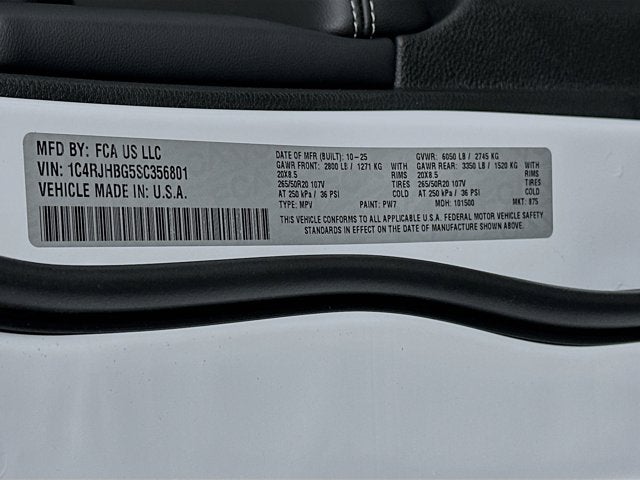 MFD BY: FCA US LLC
VIN: 1C4RJHBG5SC356801
VEHICLE MADE IN U.S.A.
DATE OF MFR (BUILT): 10-25 GVWR: 6050 LB / 2745 KG
GAWR FRONT: 2800 LB / 1271 KG GAWR REAR: 3350 LB / 1520 KG
20X8.5 RIMS 20X8.5 RIMS
265/50R20 107V TIRES 265/50R20 107V TIRES
AT 250 kPa / 36 PSI COLD AT 250 kPa / 36 PSI COLD
TYPE: MPV PAINT: PW7 MDH: 101500 MKT: 875
THIS VEHICLE CONFORMS TO ALL APPLICABLE U.S.A. FEDERAL MOTOR VEHICLE SAFETY
STANDARDS IN EFFECT ON THE DATE OF MANUFACTURE SHOWN ABOVE.